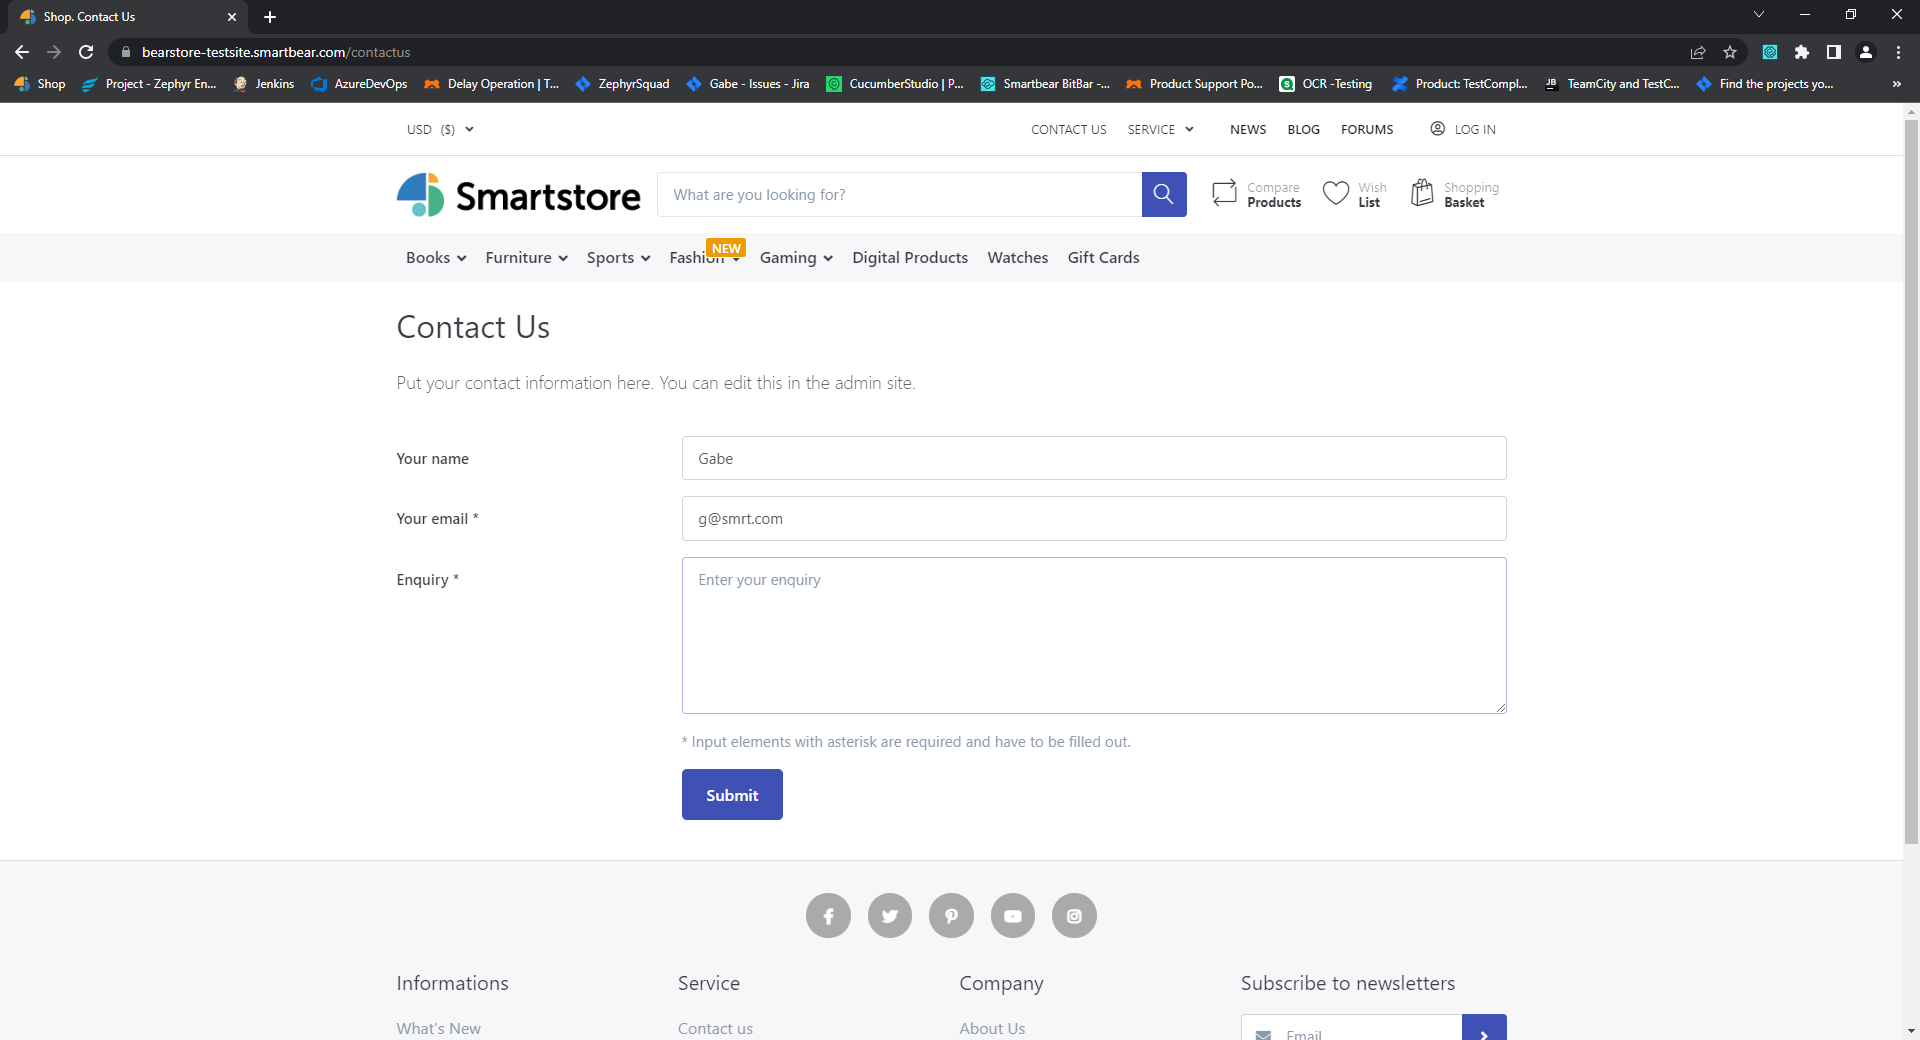 Shop. Contact Us
bearstore-testsite.smartbear.com/contactus
Shop Project - Zephyr En... Jenkins AzureDevOps Delay Operation | T... ZephyrSquad Gabe - Issues - Jira CucumberStudio | P... Smartbear BitBar -... Product Support Po... OCR -Testing Product: TestCompl... TeamCity and TestC... Find the projects yo... »
USD ($) CONTACT US SERVICE NEWS BLOG FORUMS LOG IN
Smartstore
What are you looking for?
Compare
Products
Wish
List
Shopping
Basket
NEW
Books Furniture Sports Fashion Gaming Digital Products Watches Gift Cards
Contact Us
Put your contact information here. You can edit this in the admin site.
Your name Gabe
Your email * g@smrt.com
Enquiry * Enter your enquiry
* Input elements with asterisk are required and have to be filled out.
Submit
Informations Service Company Subscribe to newsletters
What's New Contact us About Us Email